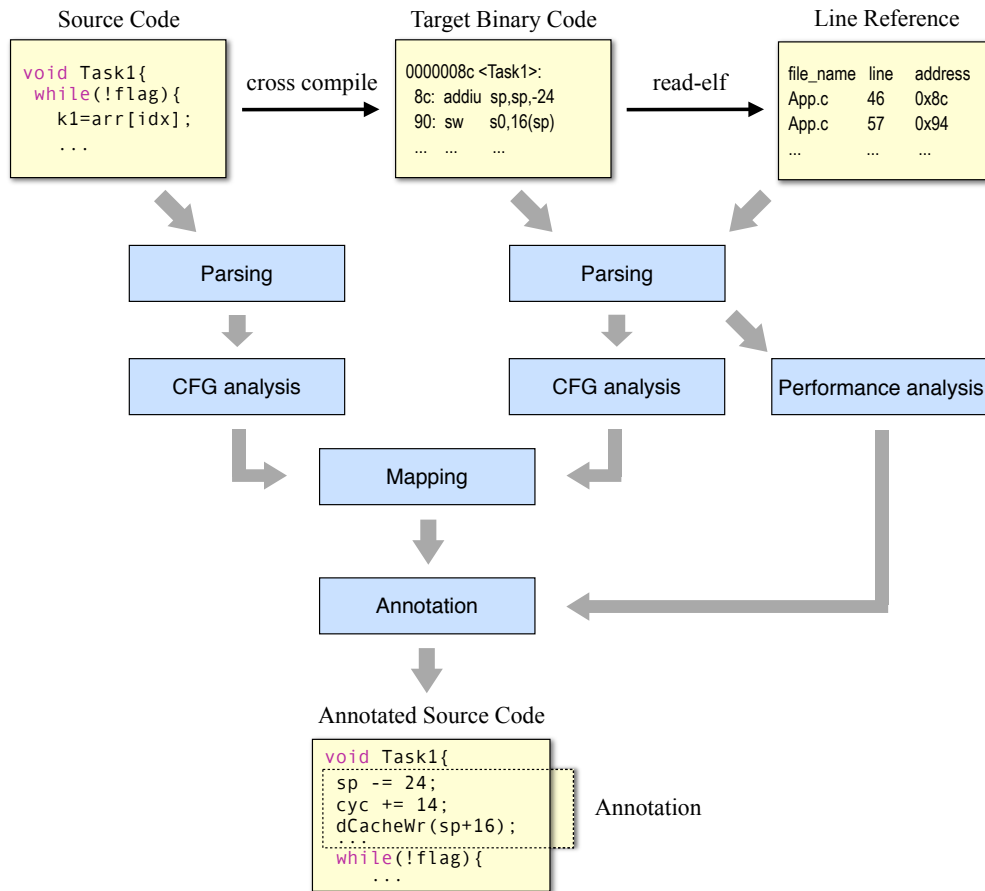 Source Code
Target Binary Code
Line Reference
void Task1{
while(!flag){
k1=arr[idx];
...
cross compile
0000008c <Task1>:
8c: addiu sp,sp,-24
90: sw s0,16(sp)
... ... ...
read-elf
file_name line address
App.c 46 0x8c
App.c 57 0x94
... ... ...
Parsing
Parsing
CFG analysis
CFG analysis
Performance analysis
Mapping
Annotation
Annotated Source Code
void Task1{
sp -= 24;
cyc += 14;
dCacheWr(sp+16);
...
while(!flag){
...
Annotation